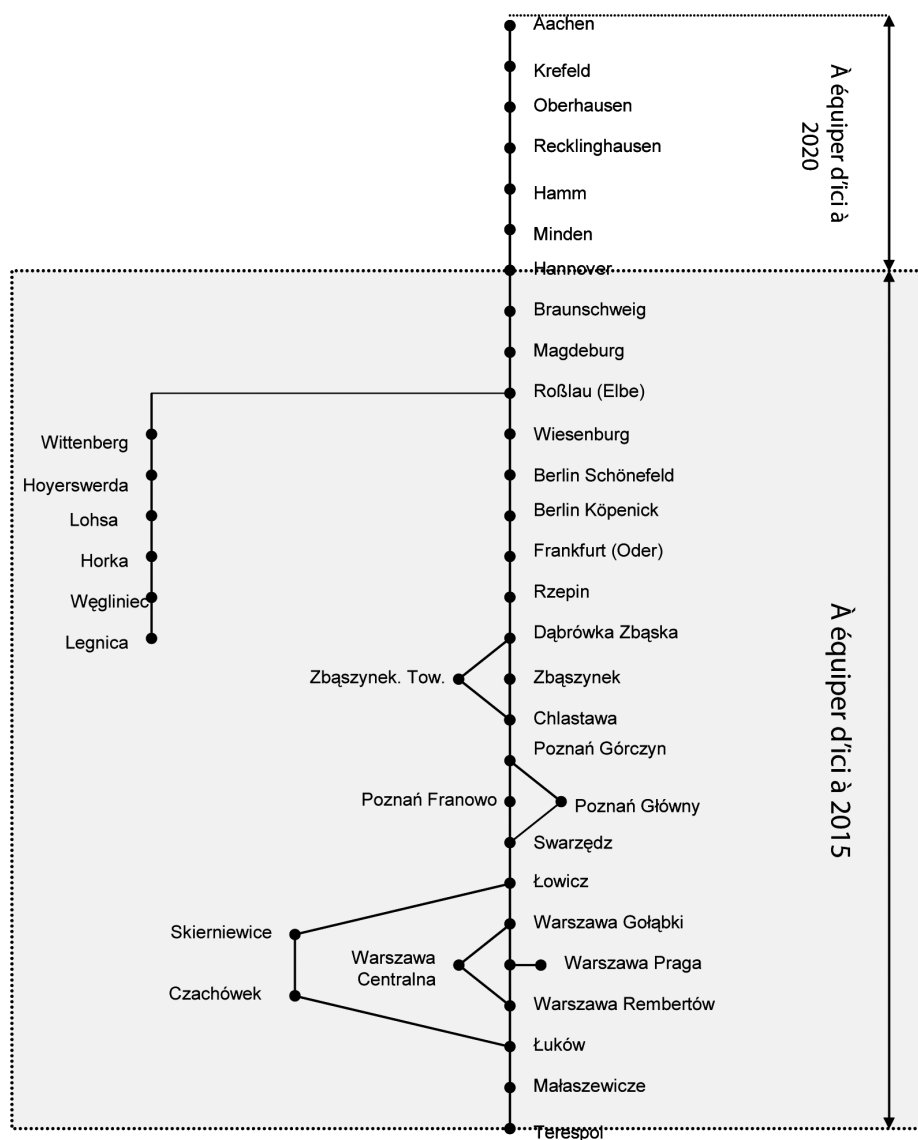 Aachen
Krefeld
Oberhausen
Recklinghausen
Hamm
Minden
Hannover
À équiper d'ici à
2020
Braunschweig
Magdeburg
Roßlau (Elbe)
Wiesenburg
Berlin Schönefeld
Berlin Köpenick
Frankfurt (Oder)
Rzepin
Dąbrówka Zbąska
Zbąszynek
Chlastawa
Poznań Górczyn
Poznań Główny
Swarzędz
Łowicz
Warszawa Gołąbki
Warszawa Praga
Warszawa Rembertów
Łuków
Małaszewicze
Terespol
Wittenberg
Hoyerswerda
Lohsa
Horka
Węgliniec
Legnica
Zbąszynek. Tow.
Poznań Franowo
Skierniewice
Czachówek
Warszawa
Centralna
À équiper d'ici à 2015